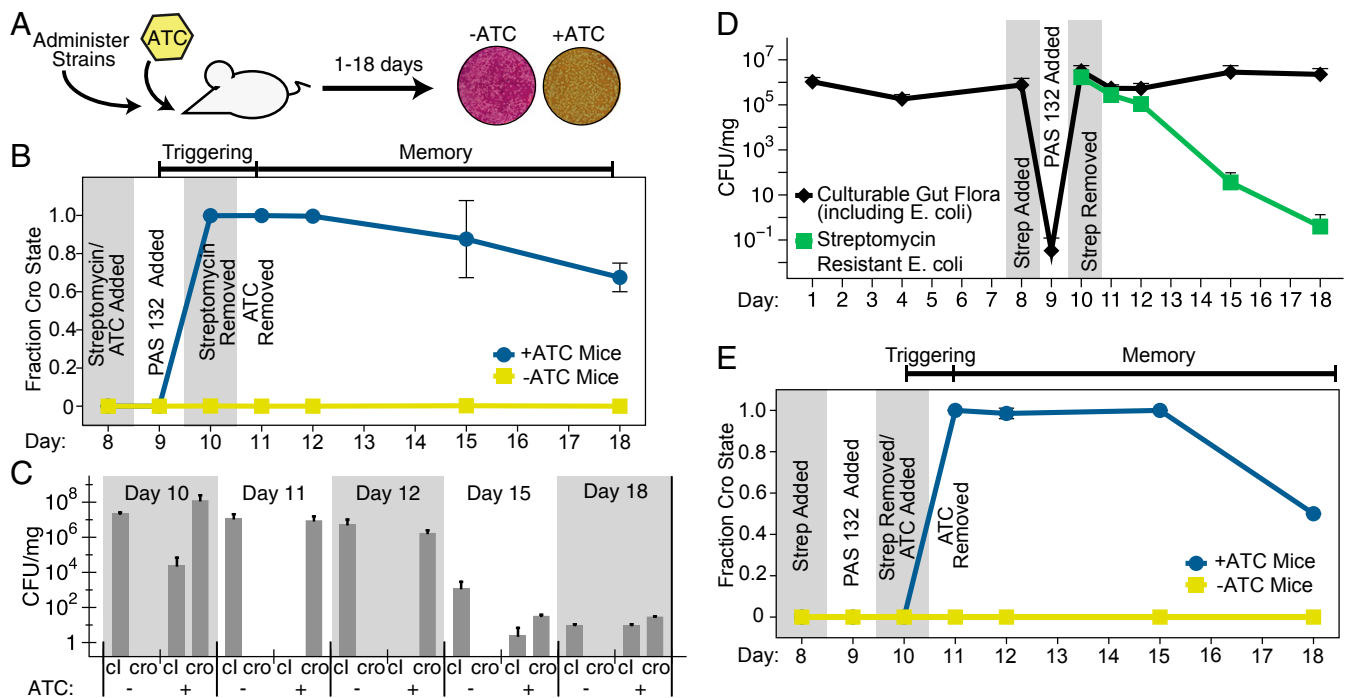 A
Administer
Strains
ATC
1-18 days
-ATC
+ATC
B
Triggering
Memory
Fraction Cro State
1.0
0.8
0.6
0.4
0.2
0
Streptomycin/
ATC Added
PAS 132 Added
Streptomycin
Removed
ATC
Removed
+ATC Mice
-ATC Mice
Day:
8 9 10 11 12 13 14 15 16 17 18
C
CFU/mg
10^8
10^6
10^4
10^2
1
Day 10
Day 11
Day 12
Day 15
Day 18
cI cro cI cro cI cro cI cro cI cro cI cro cI cro cI cro cI cro cI cro
ATC: - + - + - + - + - +
D
CFU/mg
10^7
10^5
10^3
10
10^-1
Culturable Gut Flora
(including E. coli)
Streptomycin
Resistant E. coli
Strep Added
PAS 132 Added
Strep Removed
Day:
1 2 3 4 5 6 7 8 9 10 11 12 13 14 15 16 17 18
E
Triggering
Memory
Fraction Cro State
1.0
0.8
0.6
0.4
0.2
0
Strep Added
PAS 132 Added
Strep Removed/
ATC Added
ATC
Removed
+ATC Mice
-ATC Mice
Day:
8 9 10 11 12 13 14 15 16 17 18